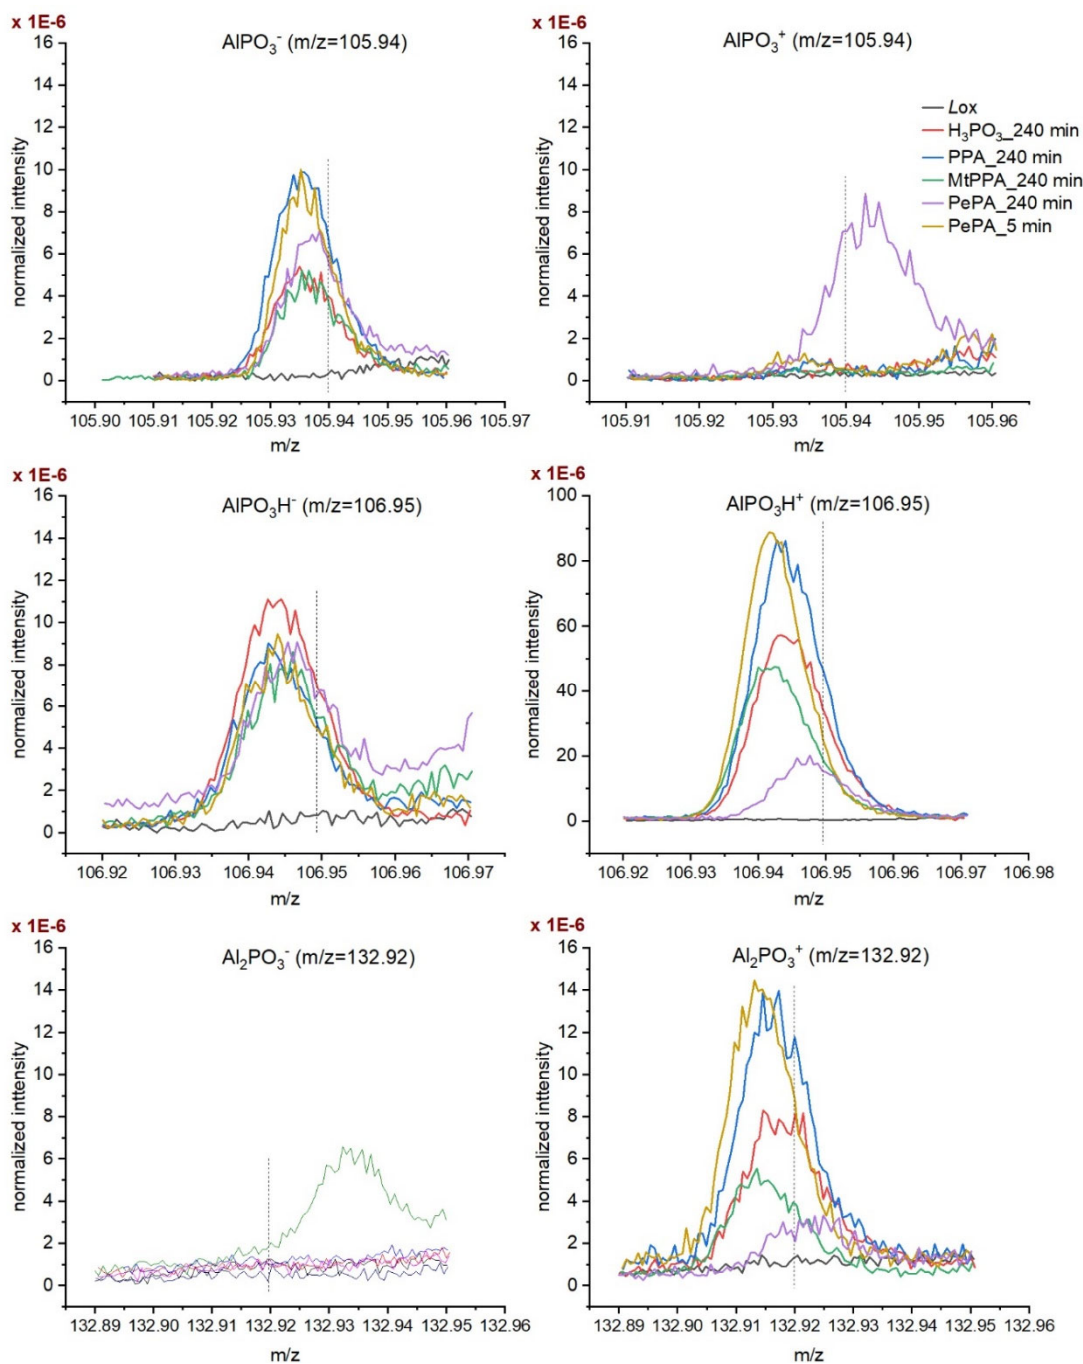 x 1E-6
AlPO3- (m/z=105.94)
normalized inttensity
16
14
12
10
8
6
4
2
0
105.90 105.91 105.92 105.93 105.94 105.95 105.96 105.97
m/z
AlPO3+ (m/z=105.94)
normalized inttensity
16
14
12
10
8
6
4
2
0
105.91 105.92 105.93 105.94 105.95 105.96
m/z
Lox
H3PO3_240 min
PPA_240 min
MtPPA_240 min
PePA_240 min
PePA_5 min
x 1E-6
AlPO3H- (m/z=106.95)
normalized inttensity
16
14
12
10
8
6
4
2
0
106.92 106.93 106.94 106.95 106.96 106.97
m/z
x 1E-6
AlPO3H+ (m/z=106.95)
normalized inttensity
100
80
60
40
20
0
106.92 106.93 106.94 106.95 106.96 106.97 106.98
m/z
x 1E-6
Al2PO3- (m/z=132.92)
normalized inttensity
16
14
12
10
8
6
4
2
0
132.89 132.90 132.91 132.92 132.93 132.94 132.95 132.96
m/z
x 1E-6
Al2PO3+ (m/z=132.92)
normalized inttensity
16
14
12
10
8
6
4
2
0
132.89 132.90 132.91 132.92 132.93 132.94 132.95 132.96
m/z